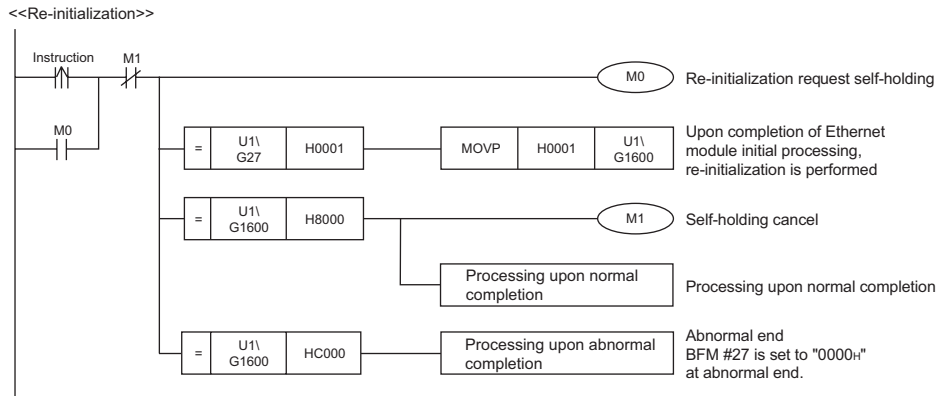 <<Re-initialization>>
Instruction
M1
M0
Re-initialization request self-holding
M0
=
U1\
G27
H0001
MOVP
H0001
U1\
G1600
Upon completion of Ethernet
module initial processing,
re-initialization is performed
=
U1\
G1600
H8000
M1
Self-holding cancel
Processing upon normal
completion
Processing upon normal completion
=
U1\
G1600
HC000
Processing upon abnormal
completion
Abnormal end
BFM #27 is set to "0000H"
at abnormal end.